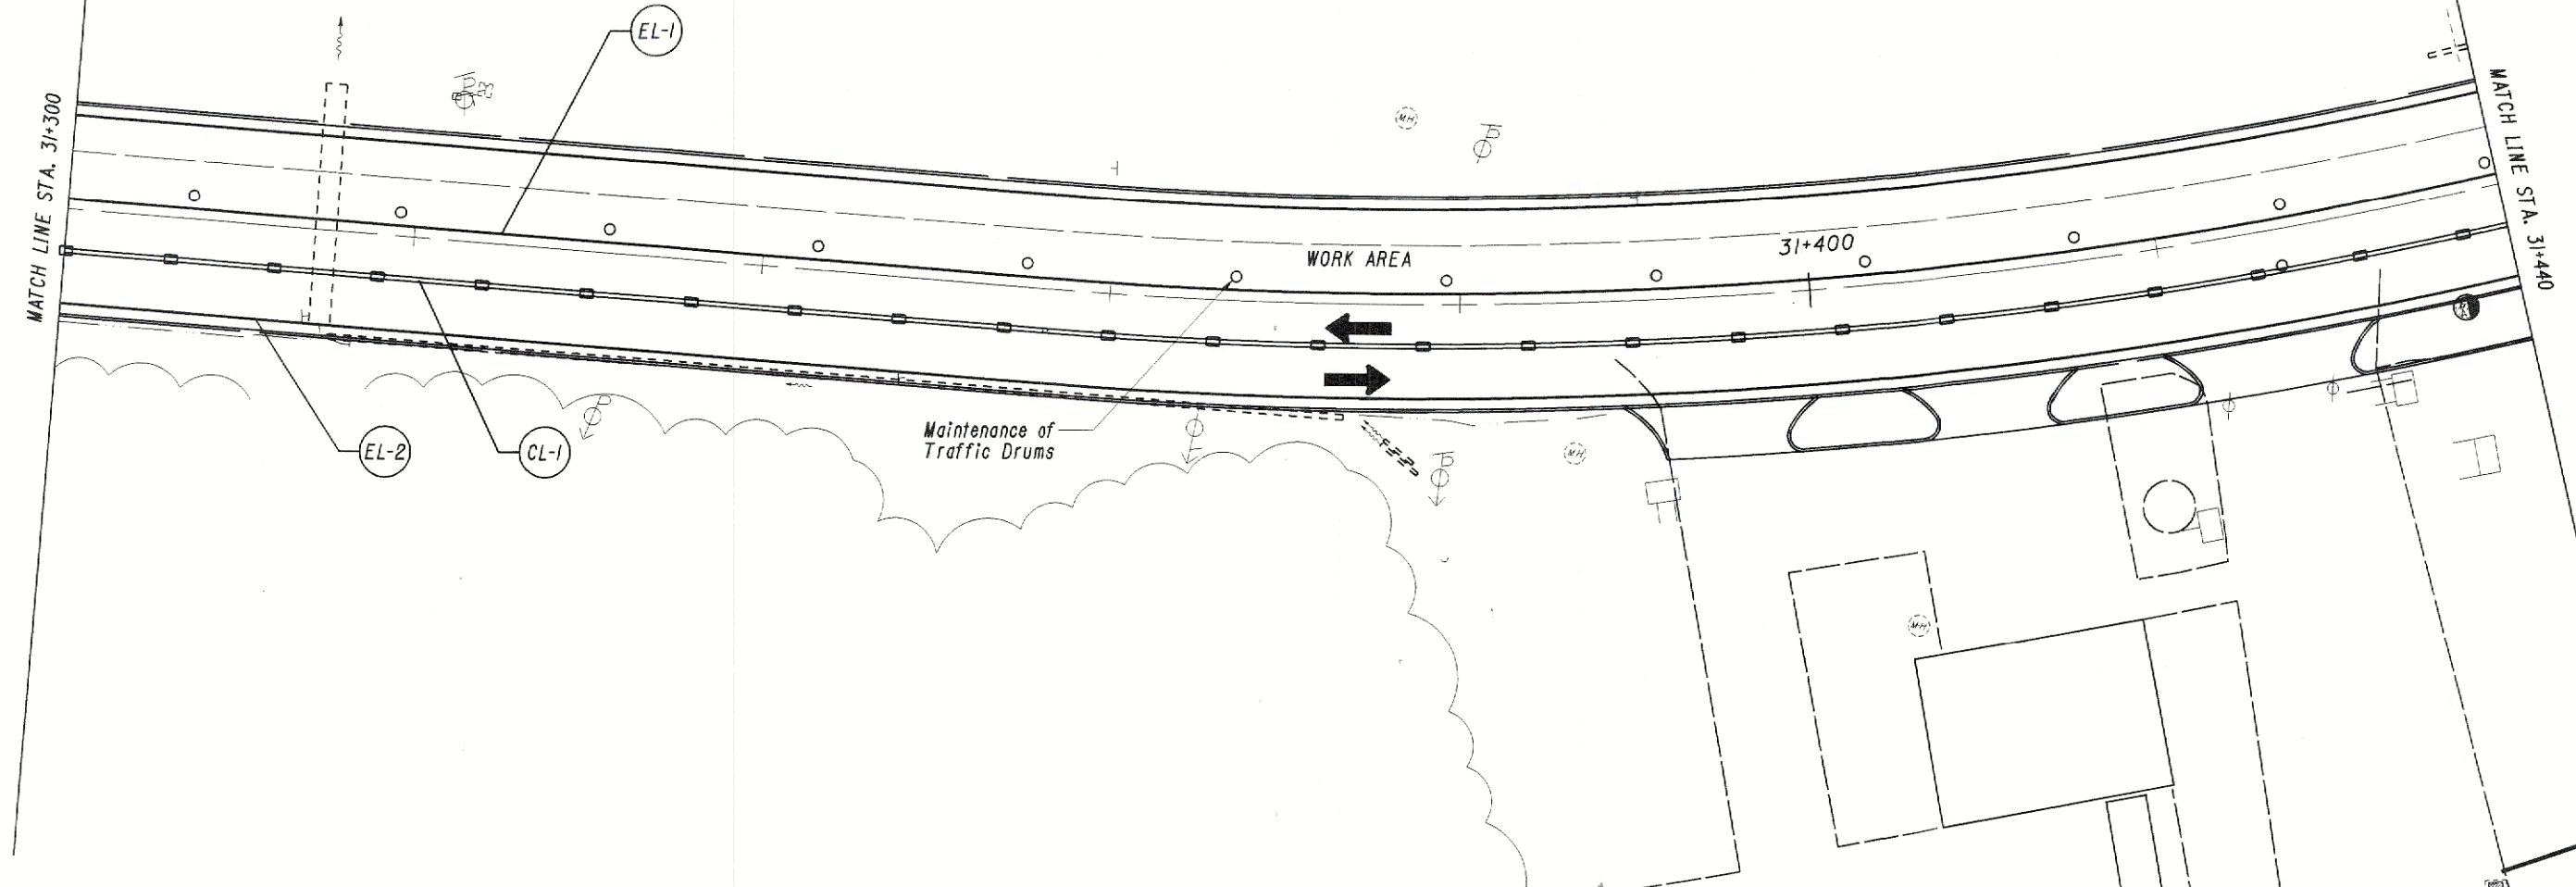 EL-1
MATCH LINE STA. 31+300
MATCH LINE STA. 31+440
MH
31+400
WORK AREA
Maintenance of
Traffic Drums
EL-2
CL-1
MH
MH